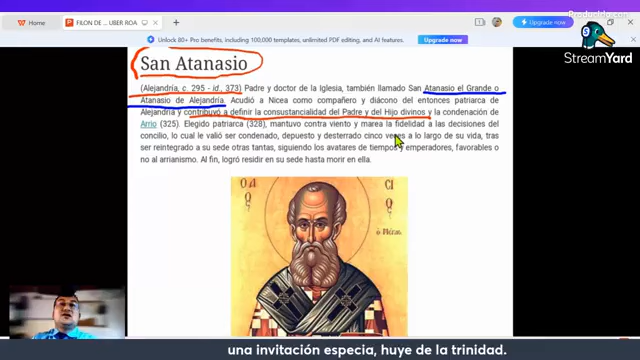 Producido con
StreamYard
Home
FILON DE ... UBER ROA
Upgrade now
Unlock 80+ Pro benefits, including 100,000 templates, unlimited PDF, and AI features.
Upgrade now
San Atanasio
(Alejandría, c. 295 - id., 373) Padre y doctor de la Iglesia, también llamado San Atanasio el Grande o
Atanasio de Alejandría. Acudió a Nicea como compañero y diácono del entonces patriarca de
Alejandría y contribuyó a definir la consustancialidad del Padre y del Hijo divinos y la condenación de
Arrio (325). Elegido patriarca (328), mantuvo contra viento y marea la fidelidad a las decisiones del
concilio, lo cual le valió ser condenado, depuesto y desterrado cinco veces a lo largo de su vida, tras
ser reintegrado a su sede otras tantas, siguiendo los avatares de tiempos y emperadores, favorables o
no al arrianismo. Al fin, logró residir en su sede hasta morir en ella.
una invitación especia, huye de la trinidad.